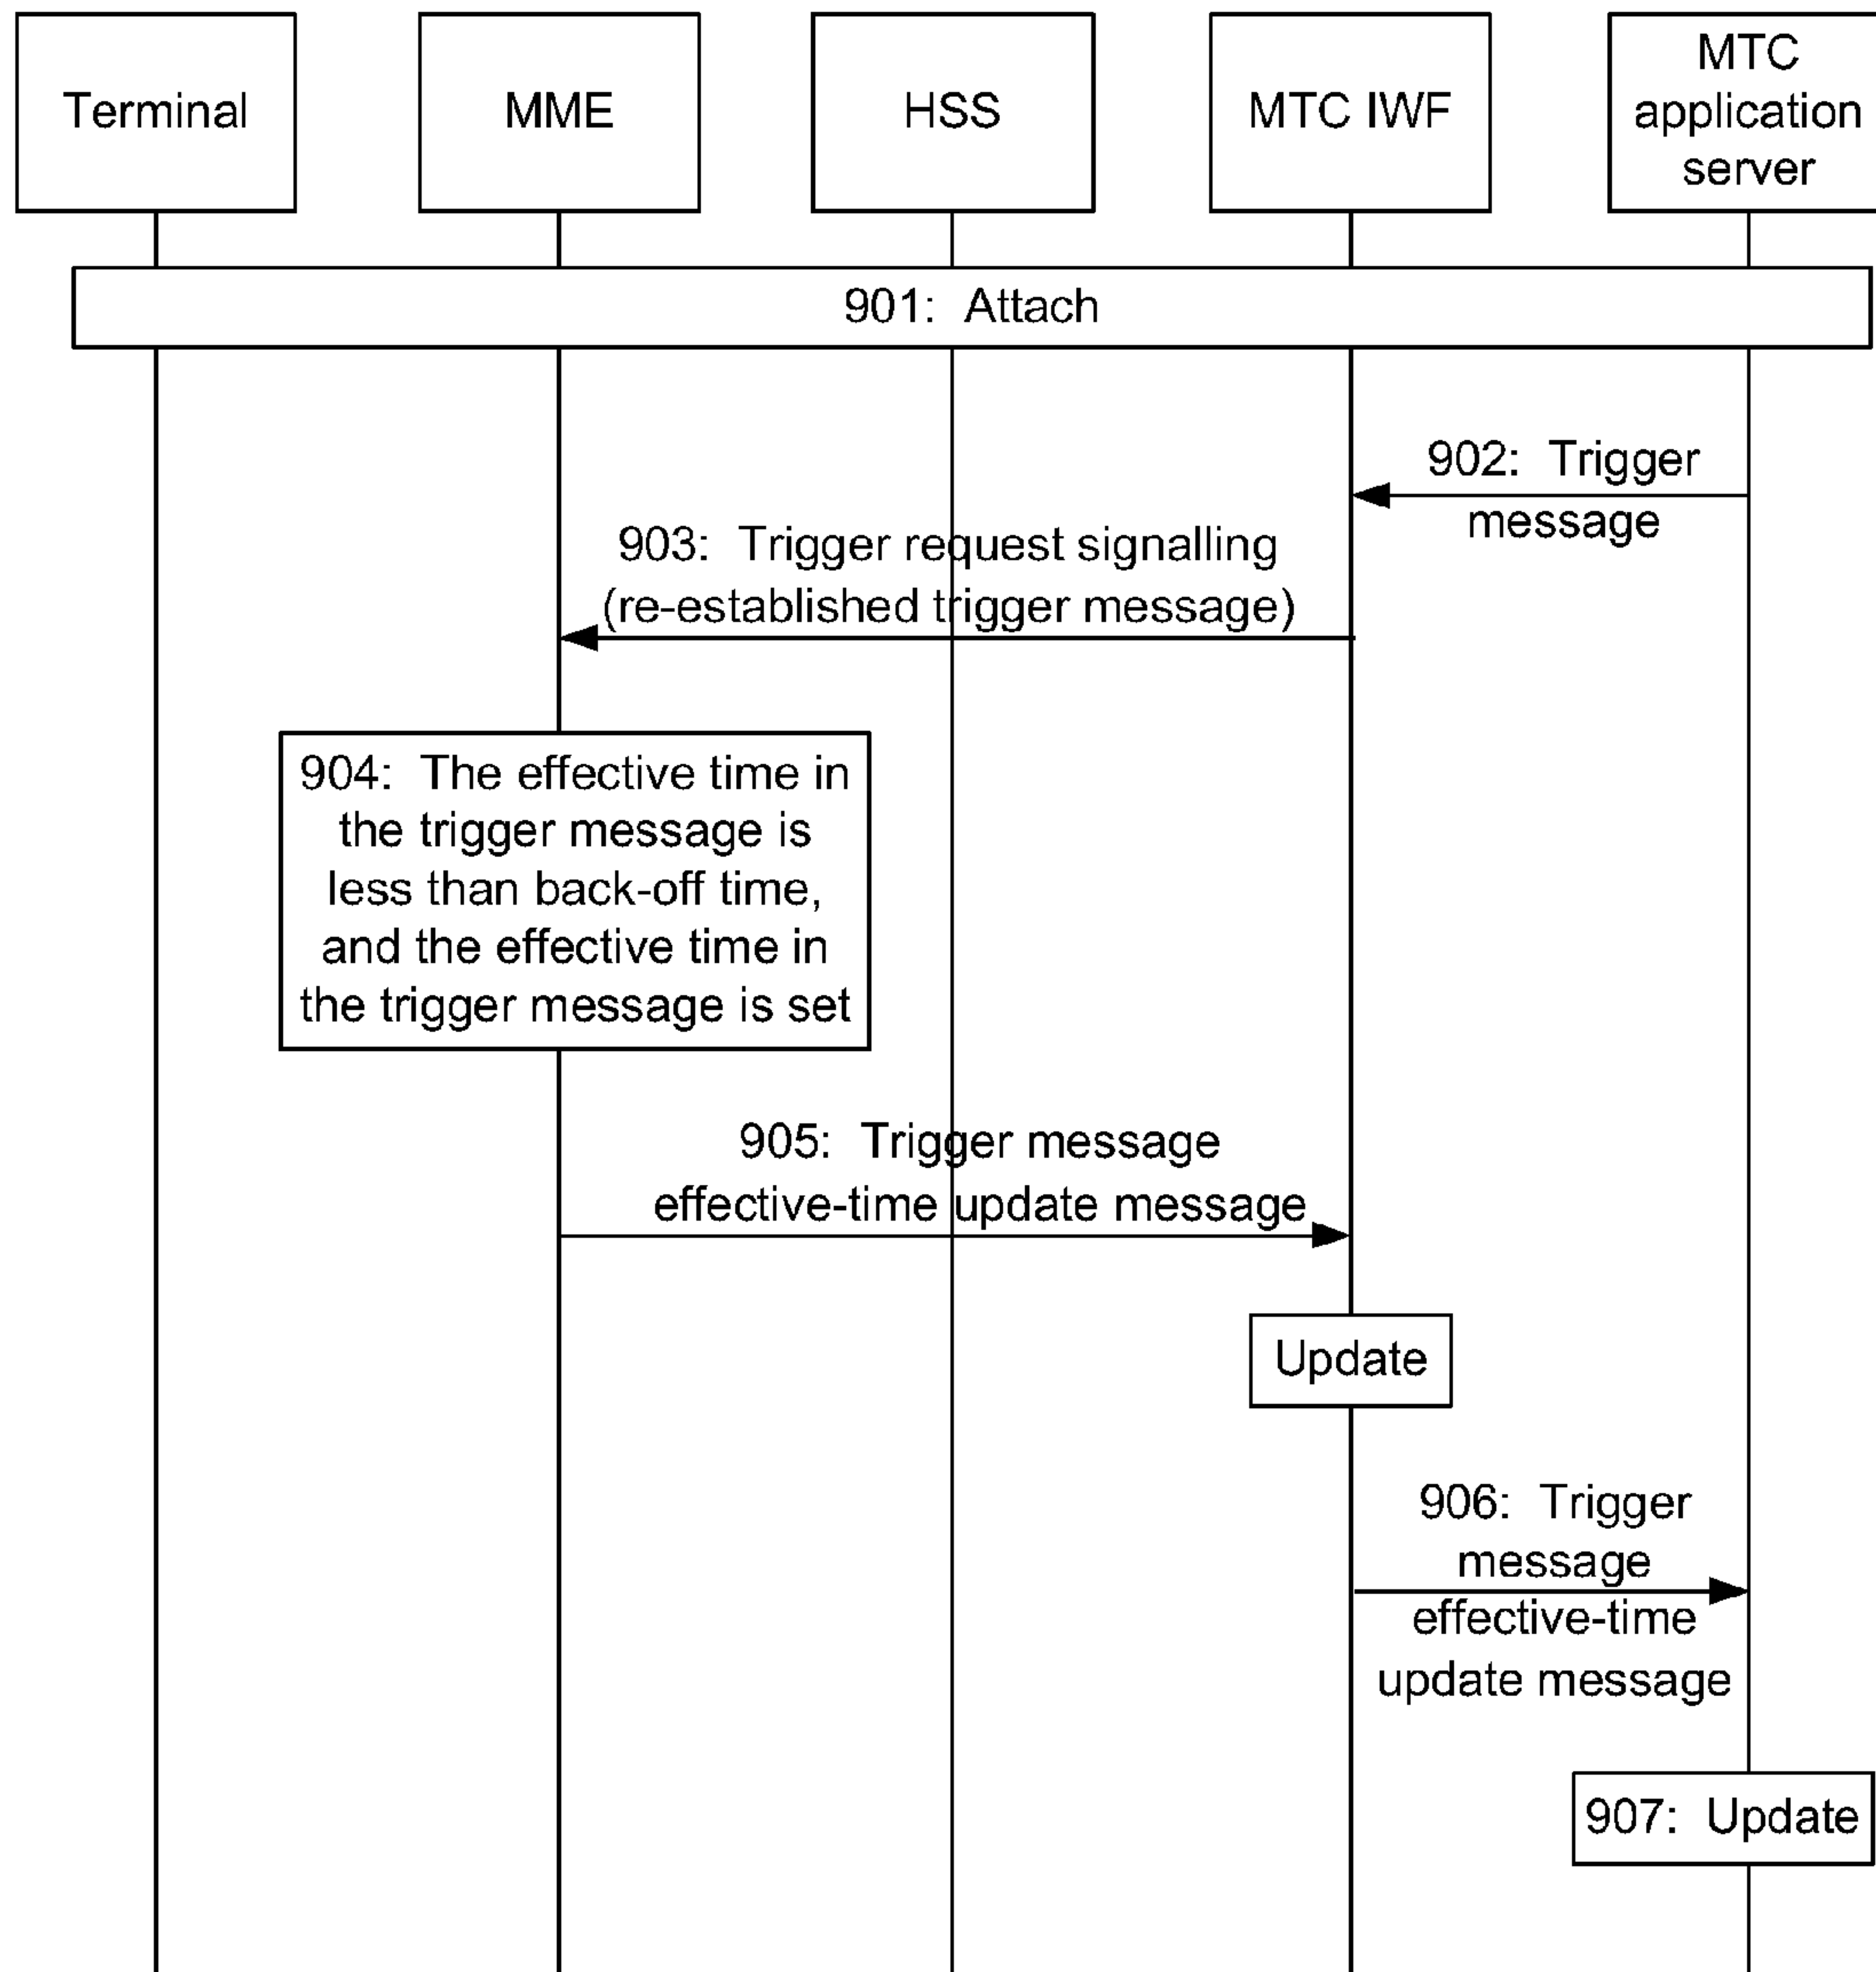 Terminal
MME
HSS
MTC IWF
MTC
application
server
901: Attach
902: Trigger
message
903: Trigger request signalling
(re-established trigger message)
904: The effective time in
the trigger message is
less than back-off time,
and the effective time in
the trigger message is set
905: Trigger message
effective-time update message
Update
906: Trigger
message
effective-time
update message
907: Update